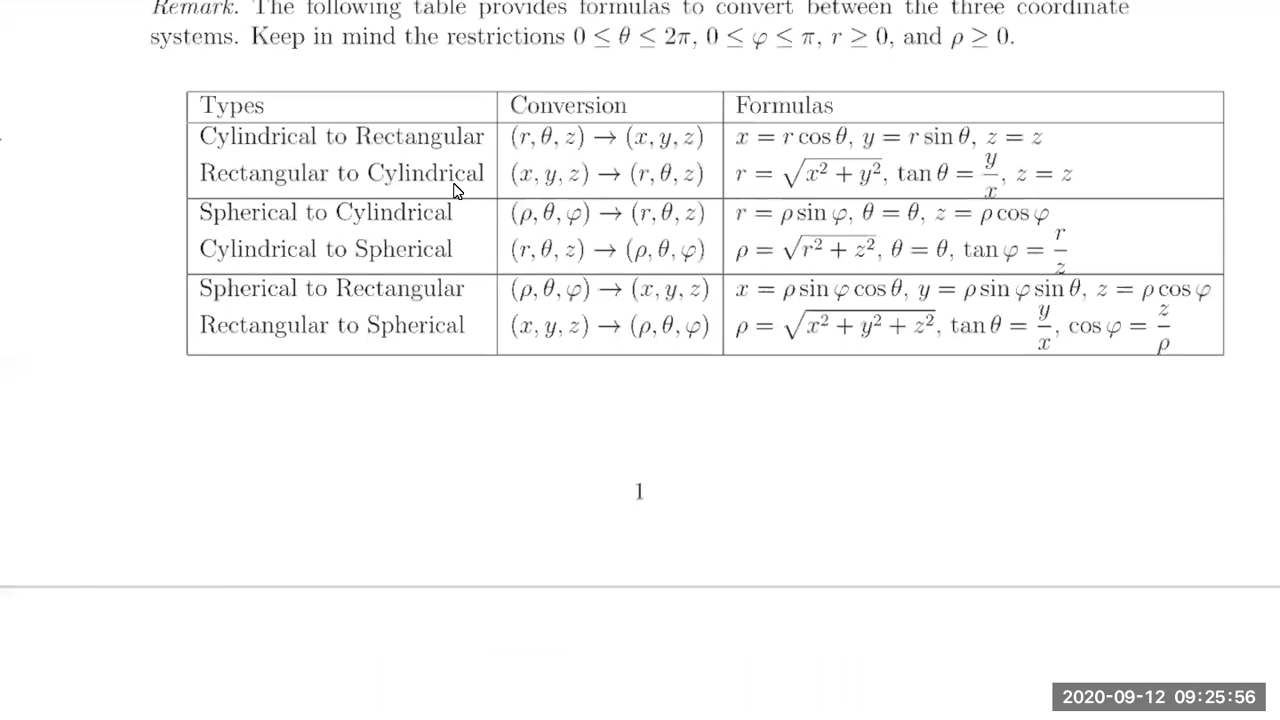 Remark. The following table provides formulas to convert between the three coordinate
systems. Keep in mind the restrictions 0 ≤ θ ≤ 2π, 0 ≤ φ ≤ π, r ≥ 0, and ρ ≥ 0.
Types Conversion Formulas
Cylindrical to Rectangular (r, θ, z) → (x, y, z) x = r cos θ, y = r sin θ, z = z
Rectangular to Cylindrical (x, y, z) → (r, θ, z) r = √(x² + y²), tan θ = y/x, z = z
Spherical to Cylindrical (ρ, θ, φ) → (r, θ, z) r = ρ sin φ, θ = θ, z = ρ cos φ
Cylindrical to Spherical (r, θ, z) → (ρ, θ, φ) ρ = √(r² + z²), θ = θ, tan φ = r/z
Spherical to Rectangular (ρ, θ, φ) → (x, y, z) x = ρ sin φ cos θ, y = ρ sin φ sin θ, z = ρ cos φ
Rectangular to Spherical (x, y, z) → (ρ, θ, φ) ρ = √(x² + y² + z²), tan θ = y/x, cos φ = z/ρ
1
2020-09-12 09:25:56